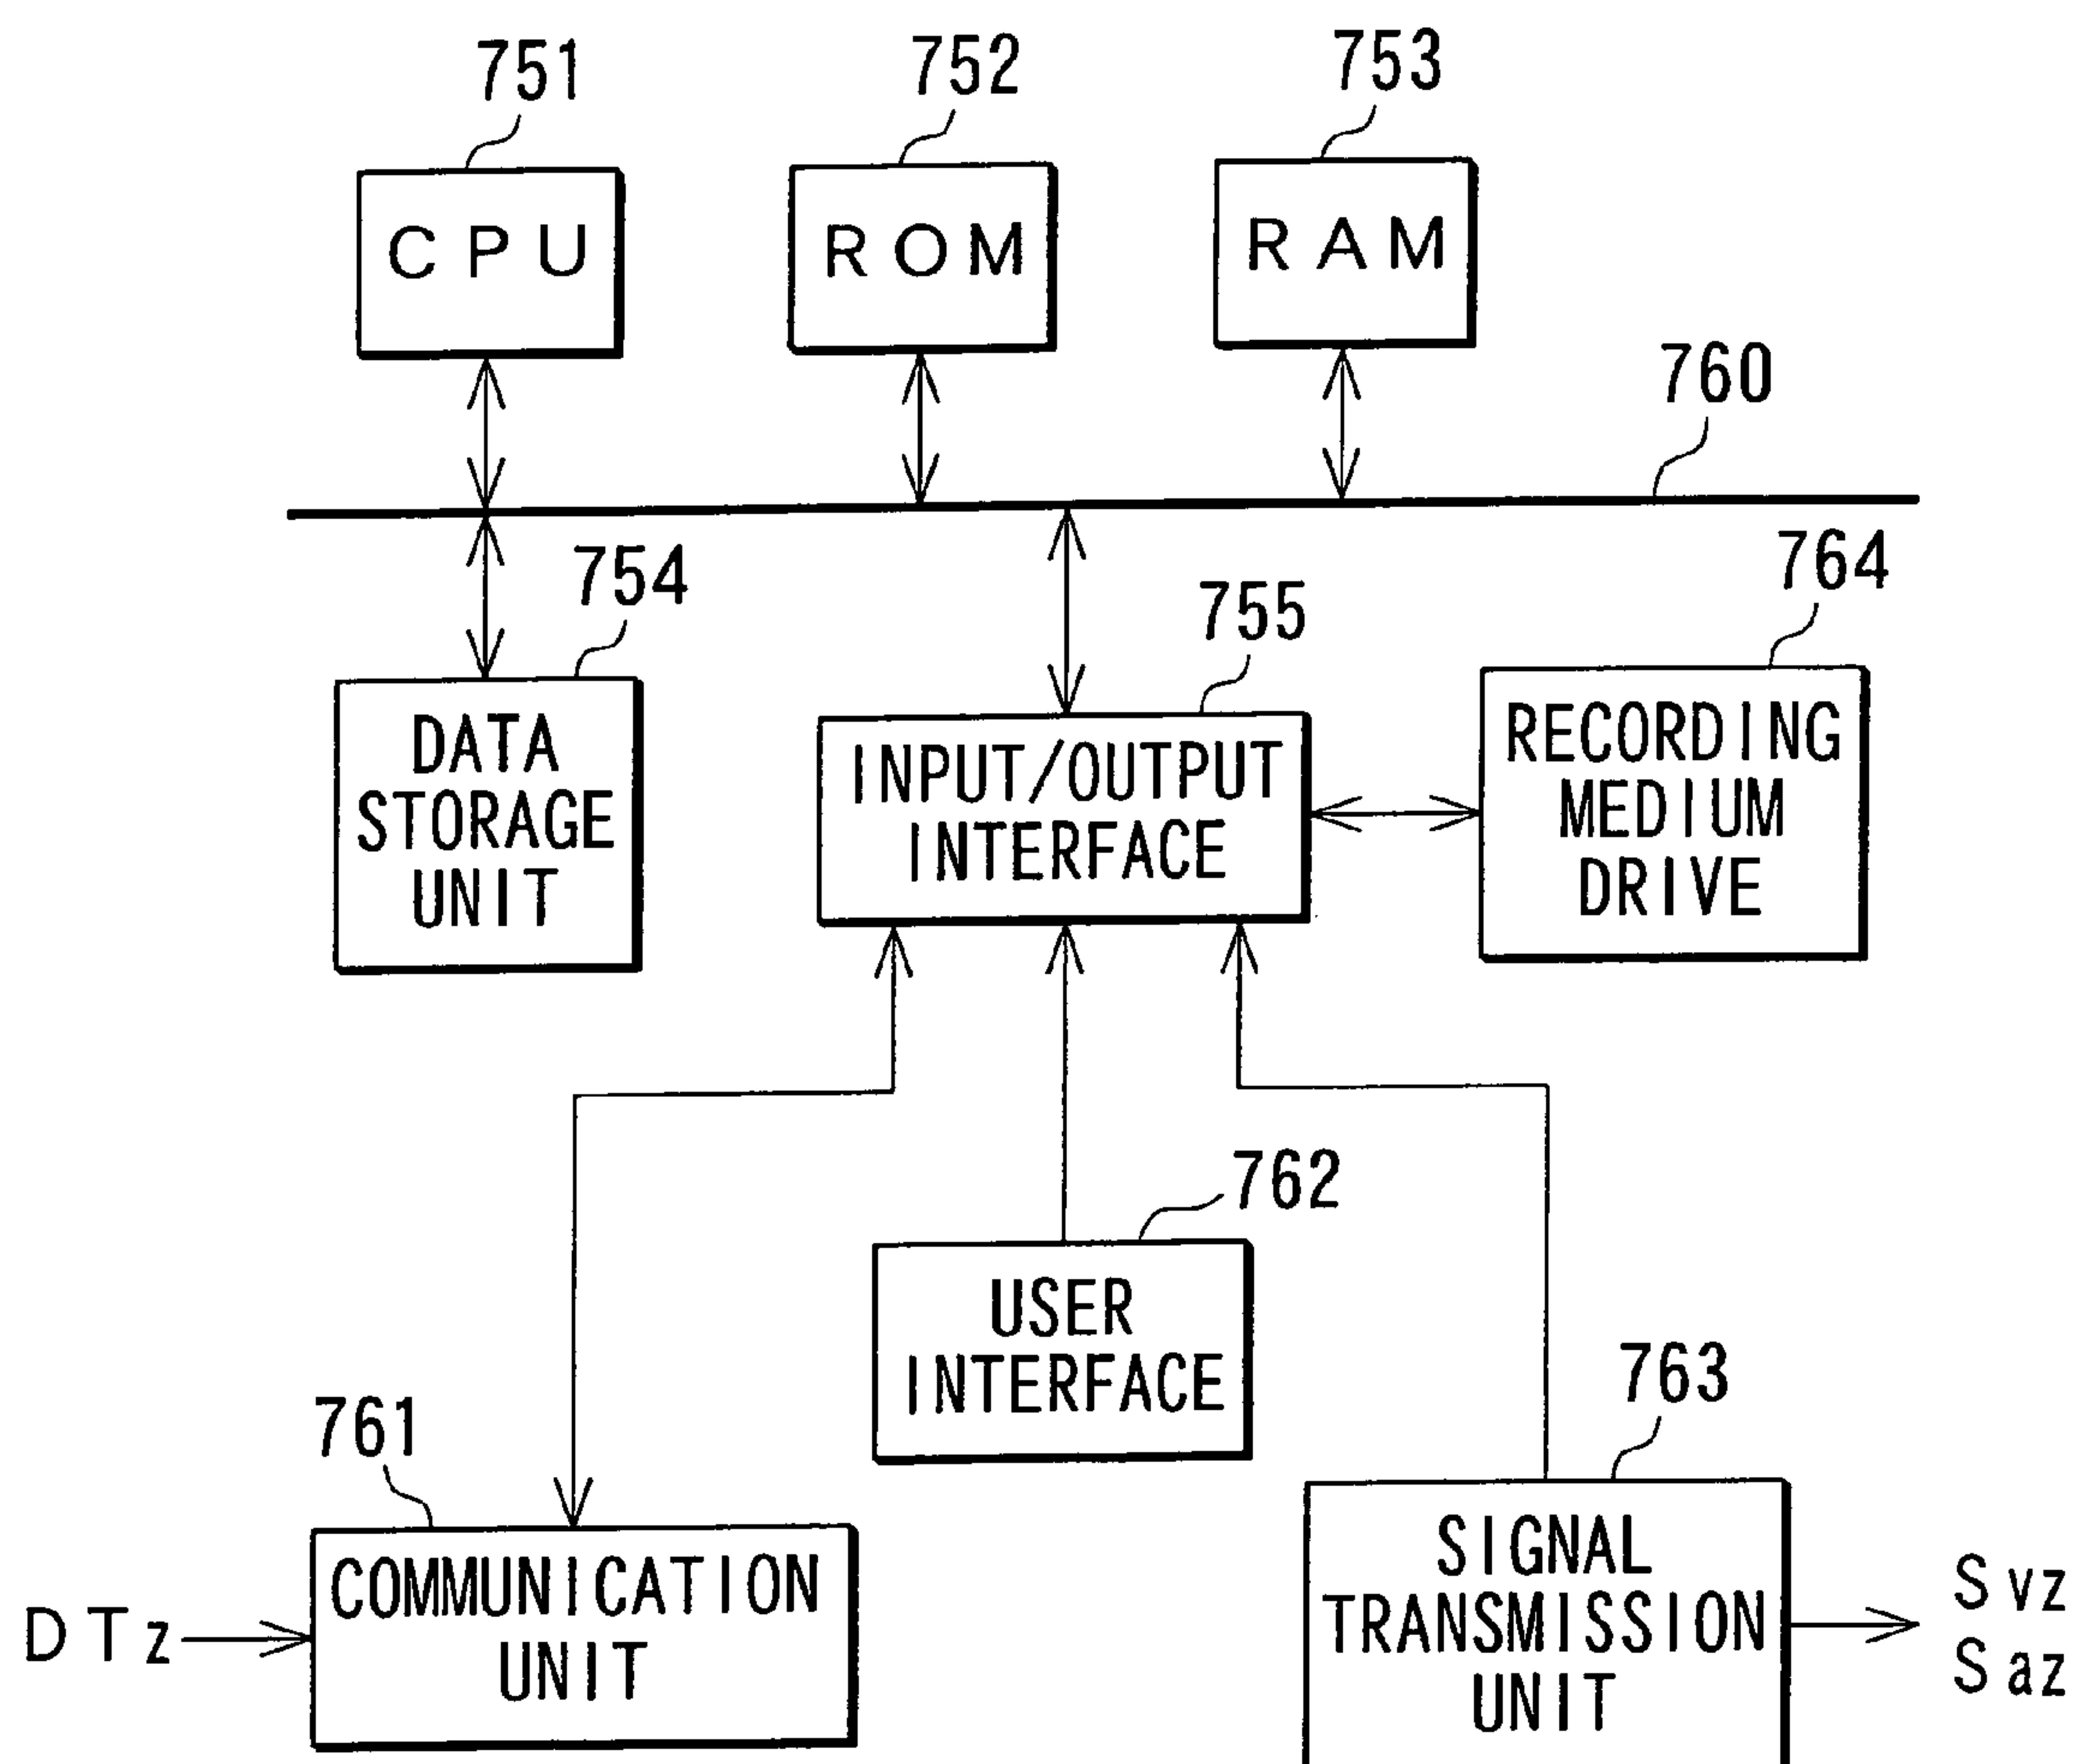 751
752
753
CPU
ROM
RAM
760
754
755
764
DATA
STORAGE
UNIT
INPUT/OUTPUT
INTERFACE
RECORDING
MEDIUM
DRIVE
762
USER
INTERFACE
761
763
COMMUNICATION
UNIT
SIGNAL
TRANSMISSION
UNIT
DTz
Svz
Saz